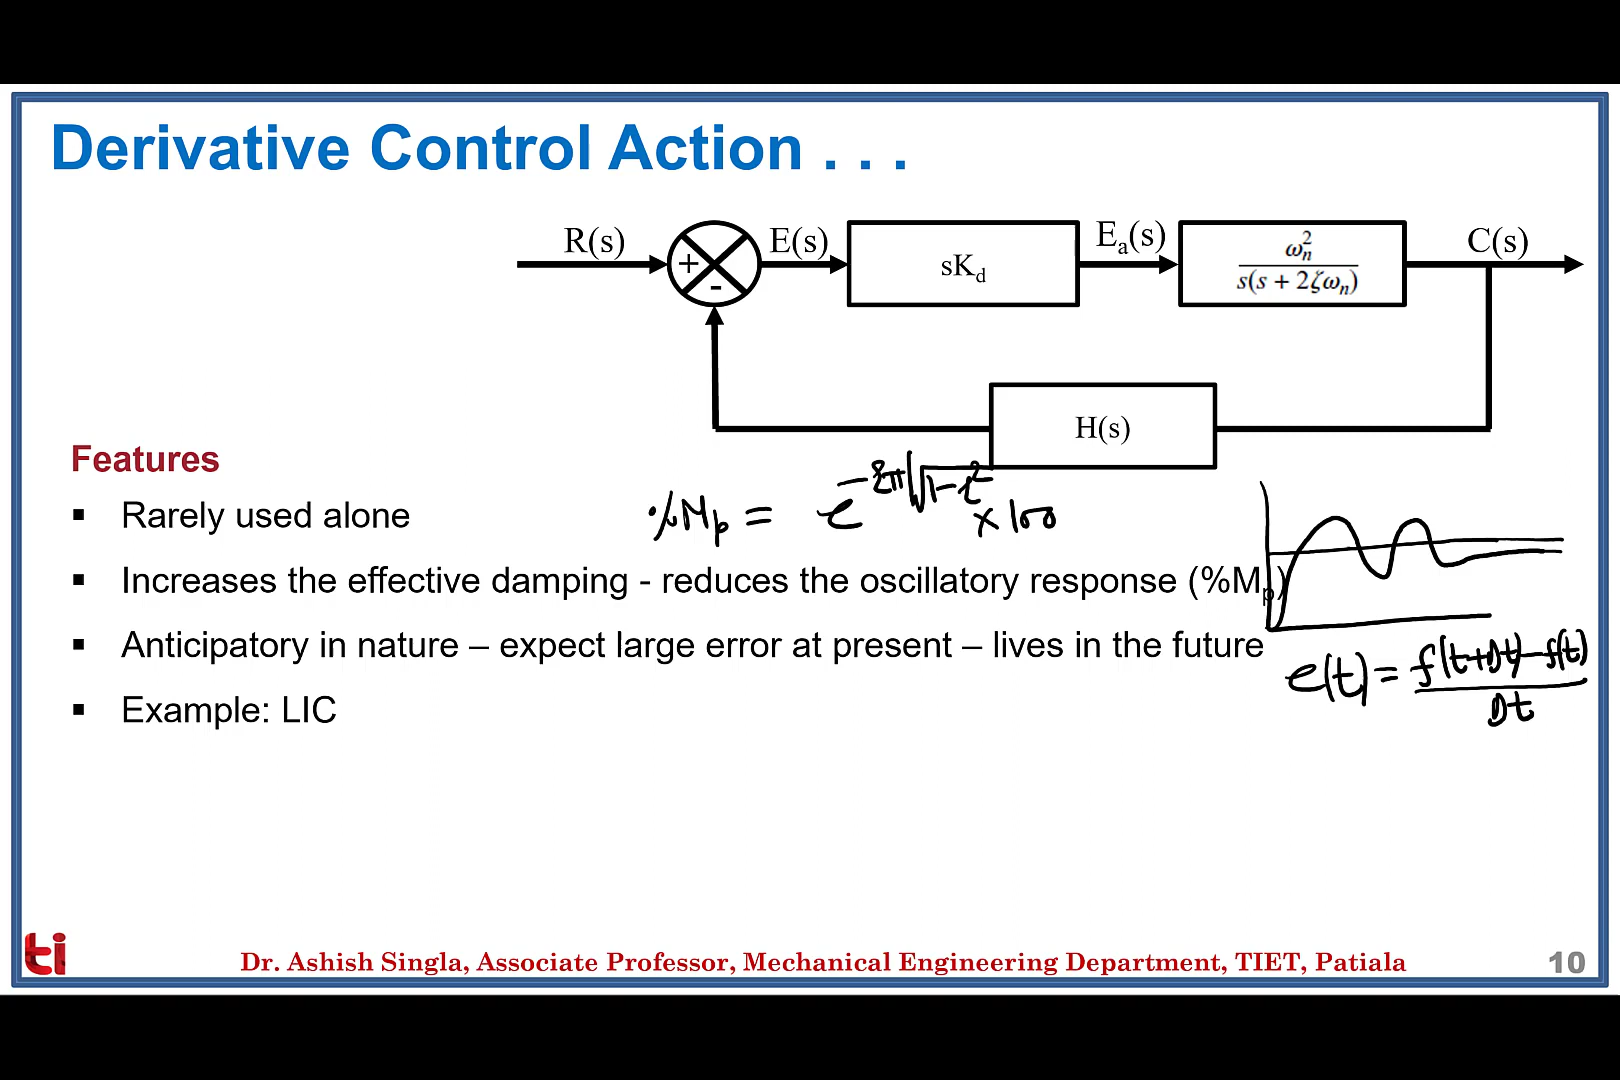 Derivative Control Action . . .
R(s) + - E(s) sK_d E_a(s) ω_n^2 / s(s + 2ζω_n) C(s)
H(s)
Features
%M_p = e^{-ξπ/√1-ξ^2} × 100
▪ Rarely used alone
▪ Increases the effective damping - reduces the oscillatory response (%M_p)
▪ Anticipatory in nature – expect large error at present – lives in the future
e(t) = f(t+Δt) - f(t) / Δt
▪ Example: LIC
ti
Dr. Ashish Singla, Associate Professor, Mechanical Engineering Department, TIET, Patiala
10